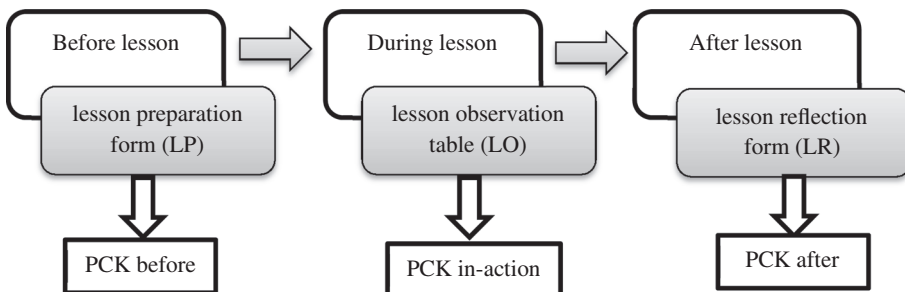 Before lesson
During lesson
After lesson
lesson preparation
form (LP)
lesson observation
table (LO)
lesson reflection
form (LR)
PCK before
PCK in-action
PCK after